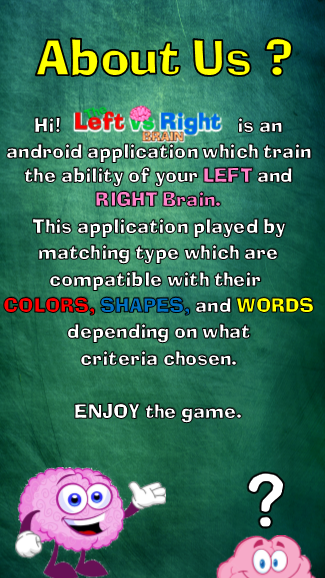 About Us ?
Hi! Left vs Right BRAIN is an
android application which train
the ability of your LEFT and
RIGHT Brain.
This application played by
matching type which are
compatible with their
COLORS, SHAPES, and WORDS
depending on what
criteria chosen.
ENJOY the game.
?